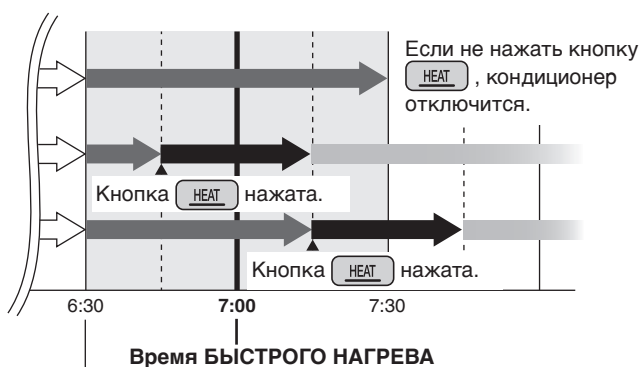 Если не нажать кнопку
HEAT , кондиционер
отключится.
Кнопка HEAT нажата.
Кнопка HEAT нажата.
6:30 7:00 7:30
Время БЫСТРОГО НАГРЕВА